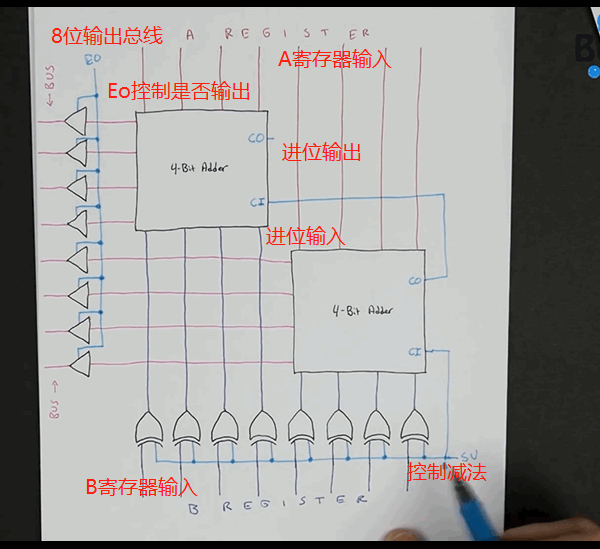 8位输出总线
A REGISTER
EO
A寄存器输入
← BUS
Eo控制是否输出
CO
进位输出
4-Bit Adder
CI
进位输入
CO
4-Bit Adder
CI
BUS →
SU
控制减法
B寄存器输入
B REGISTER